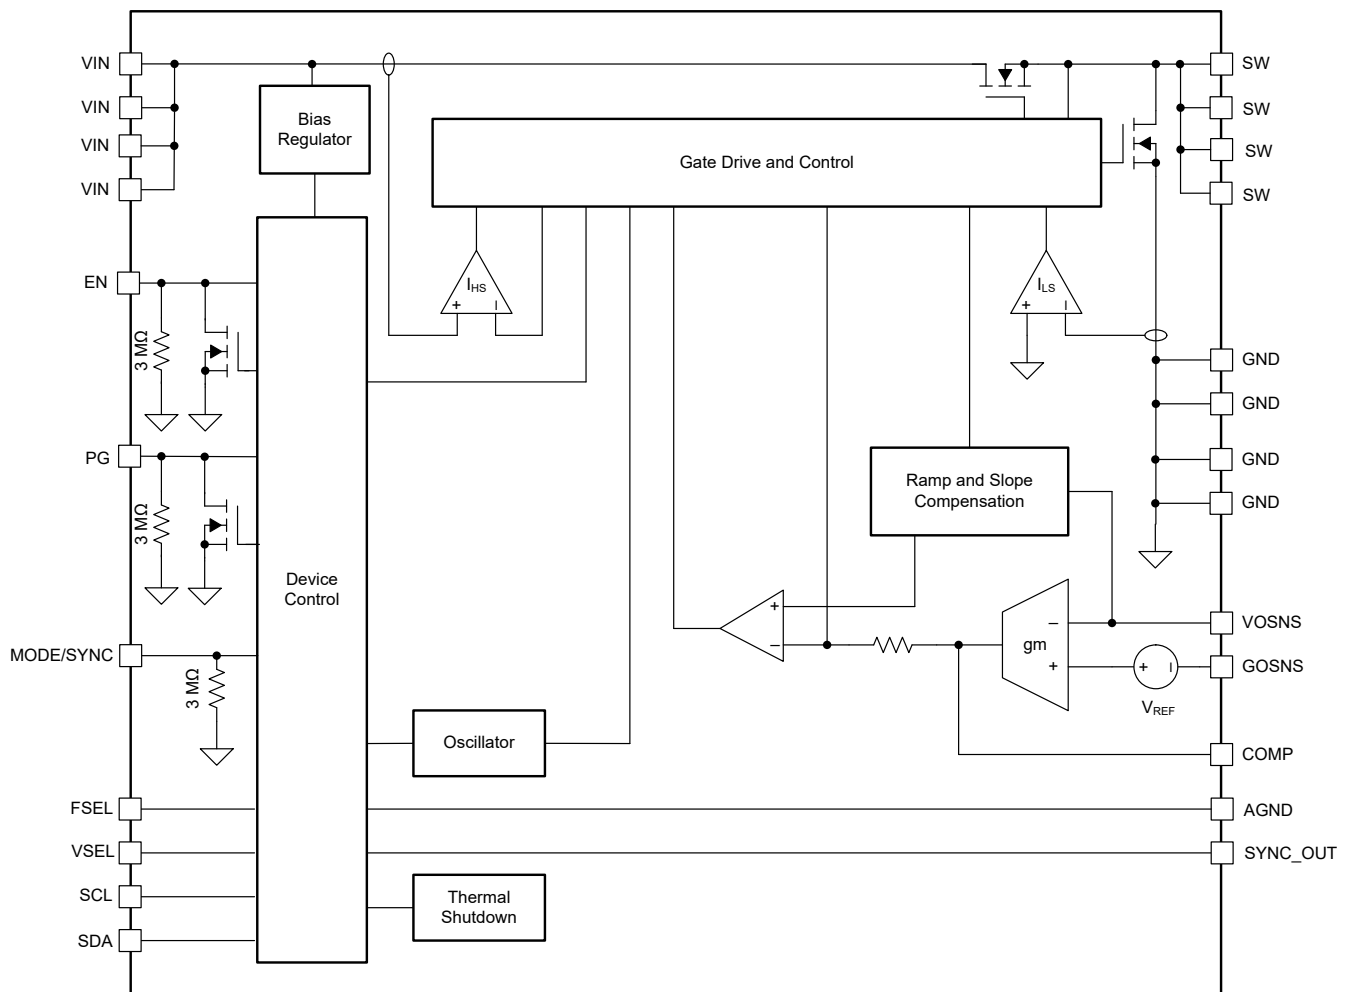 VIN
SW
VIN
SW
Bias
Regulator
VIN
SW
Gate Drive and Control
VIN
SW
EN
IHS
+
−
ILS
+
−
3 MΩ
GND
GND
PG
GND
Ramp and Slope
Compensation
GND
3 MΩ
Device
Control
+
−
gm
−
+
VOSNS
MODE/SYNC
+
−
GOSNS
3 MΩ
VREF
Oscillator
COMP
FSEL
AGND
VSEL
SYNC_OUT
SCL
Thermal
Shutdown
SDA